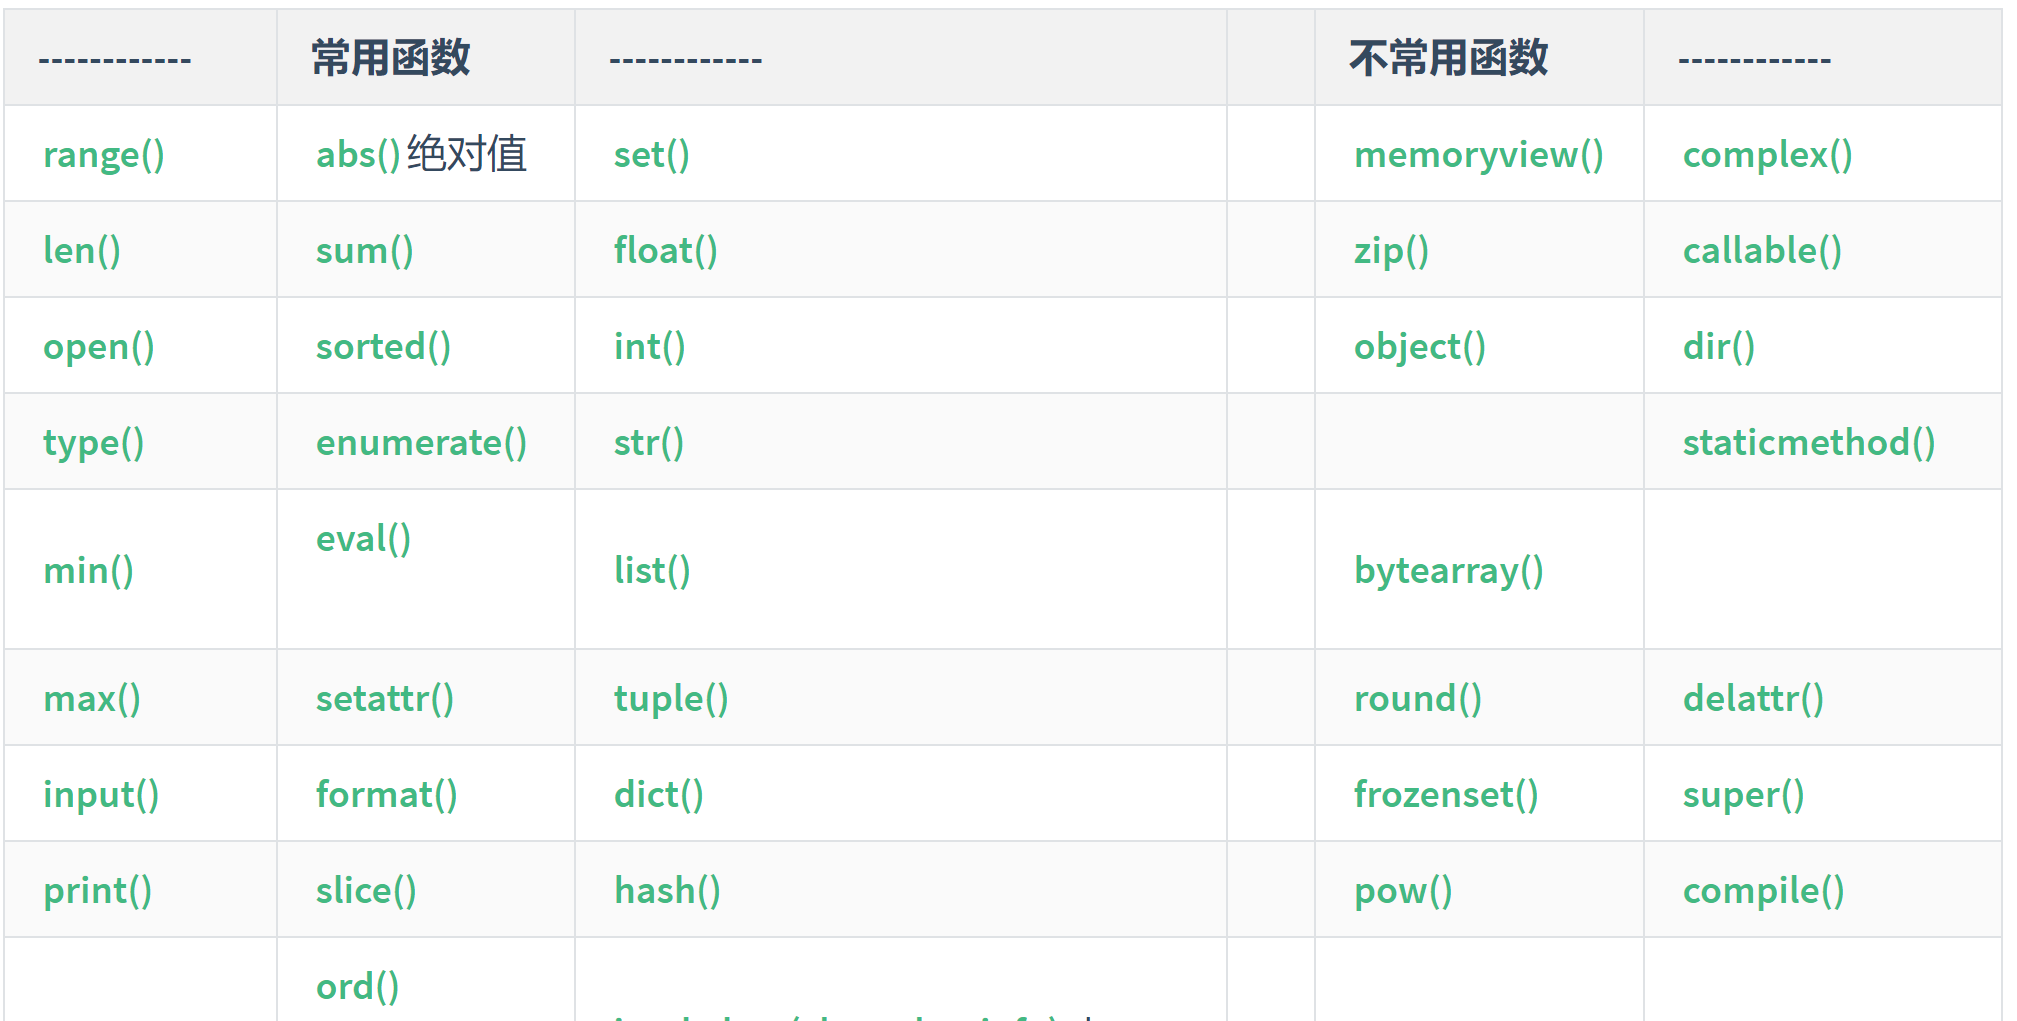 ------------ 常用函数 ------------ 不常用函数 ------------
range() abs() 绝对值 set() memoryview() complex()
len() sum() float() zip() callable()
open() sorted() int() object() dir()
type() enumerate() str() staticmethod()
eval()
min() list() bytearray()
max() setattr() tuple() round() delattr()
input() format() dict() frozenset() super()
print() slice() hash() pow() compile()
ord()